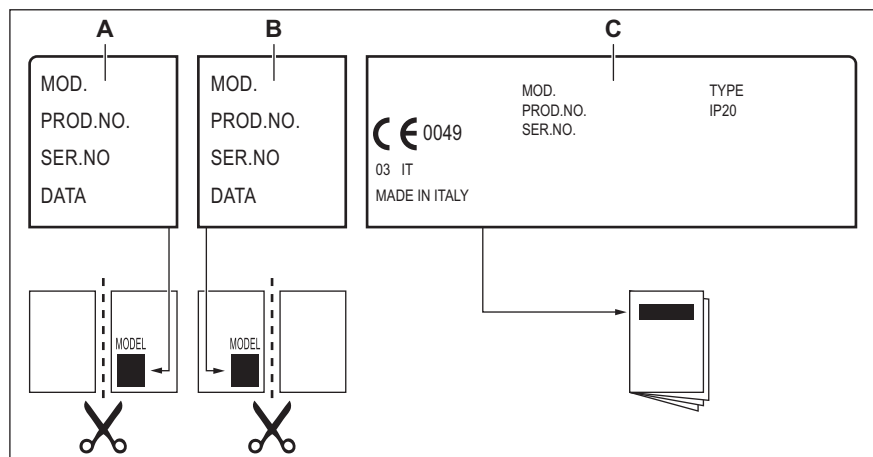 A
MOD.
PROD.NO.
SER.NO
DATA
MODEL
B
MOD.
PROD.NO.
SER.NO
DATA
MODEL
C
MOD.
PROD.NO.
SER.NO.
TYPE
IP20
CE 0049
03 IT
MADE IN ITALY